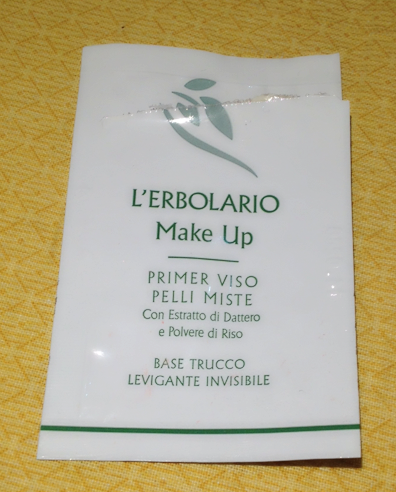 L'ERBOLARIO
Make Up
PRIMER VISO
PELLI MISTE
Con Estratto di Dattero
e Polvere di Riso
BASE TRUCCO
LEVIGANTE INVISIBILE